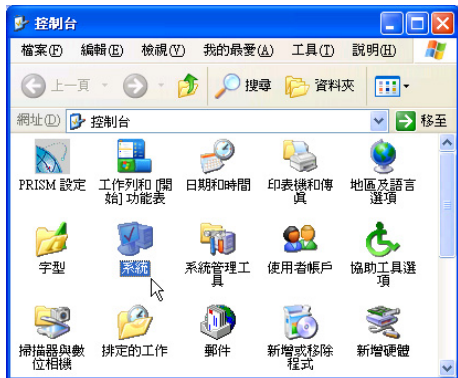 控制台
檔案(F) 編輯(E) 檢視(V) 我的最愛(A) 工具(T) 說明(H)
上一頁 搜尋 資料夾
網址(D) 控制台 移至
PRISM 設定 工作列和 [開始] 功能表 日期和時間 印表機和傳真 地區及語言選項
字型 系統 系統管理工具 使用者帳戶 協助工具選項
掃描器與數位相機 排定的工作 郵件 新增或移除程式 新增硬體